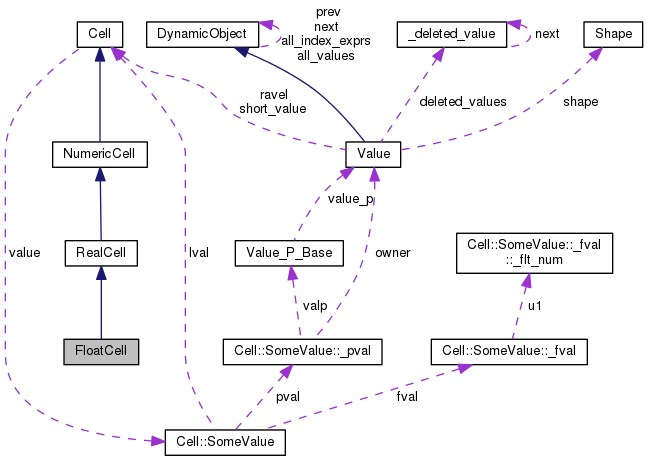 prev
next
all_index_exprs
all_values
Cell
DynamicObject
_deleted_value
next
Shape
ravel
short_value
deleted_values
shape
NumericCell
Value
value_p
value
lval
RealCell
Value_P_Base
owner
Cell::SomeValue::_fval
::_flt_num
valp
u1
FloatCell
Cell::SomeValue::_pval
Cell::SomeValue::_fval
pval
fval
Cell::SomeValue